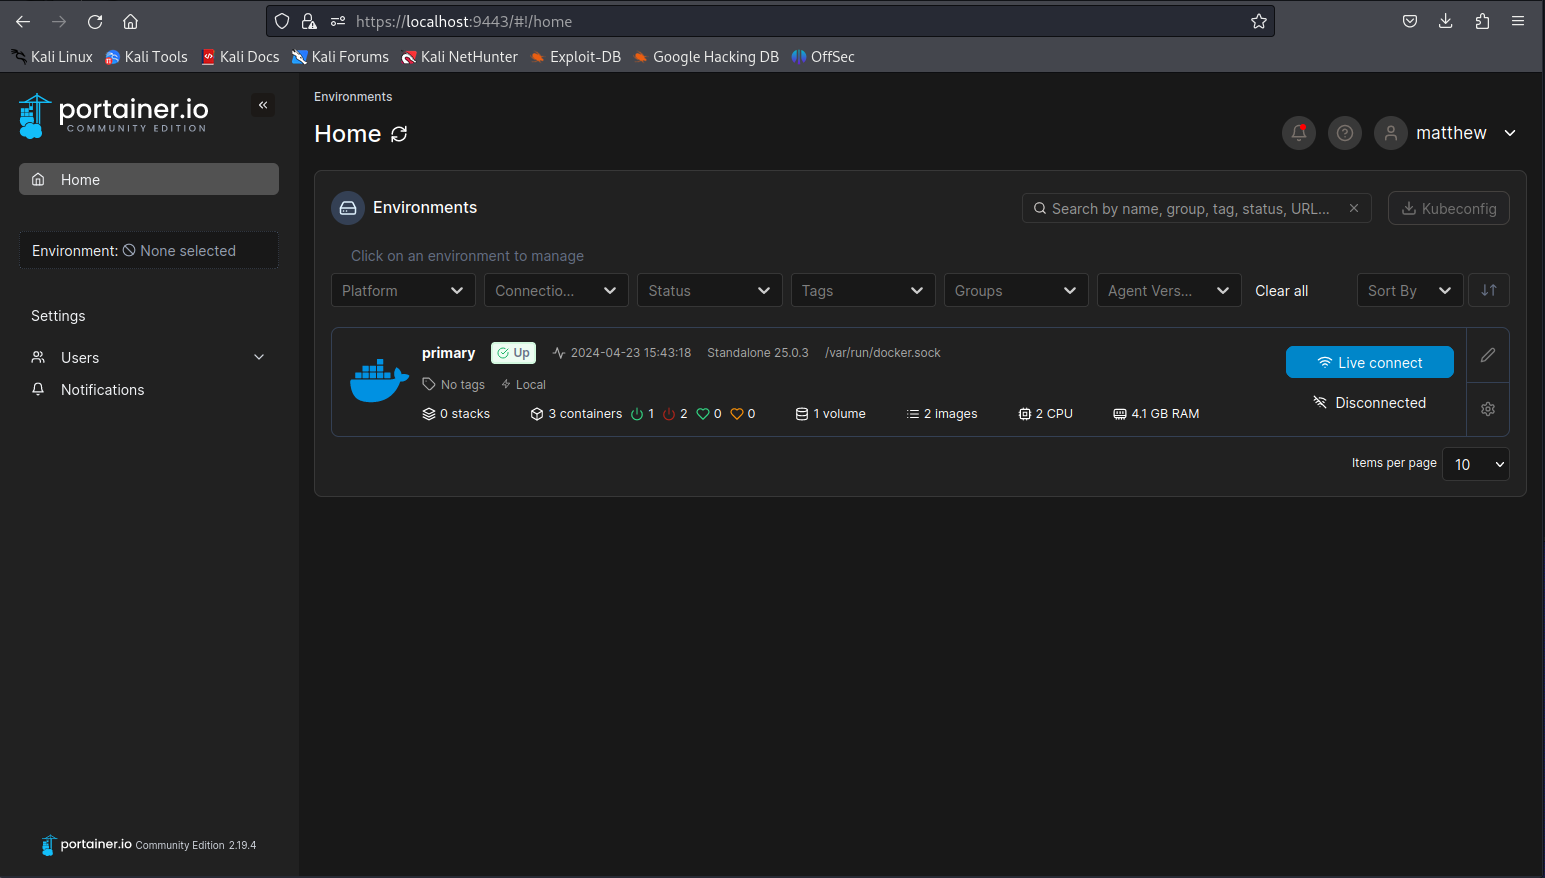 https://localhost:9443/#!/home
Kali Linux Kali Tools Kali Docs Kali Forums Kali NetHunter Exploit-DB Google Hacking DB OffSec
portainer.io
COMMUNITY EDITION
Home
Environment: None selected
Settings
Users
Notifications
portainer.io Community Edition 2.19.4
Environments
Home
matthew
Environments
Search by name, group, tag, status, URL...
Kubeconfig
Click on an environment to manage
Platform Connectio... Status Tags Groups Agent Vers... Clear all Sort By
primary Up 2024-04-23 15:43:18 Standalone 25.0.3 /var/run/docker.sock
No tags Local
0 stacks 3 containers 1 2 0 0 1 volume 2 images 2 CPU 4.1 GB RAM
Live connect
Disconnected
Items per page 10